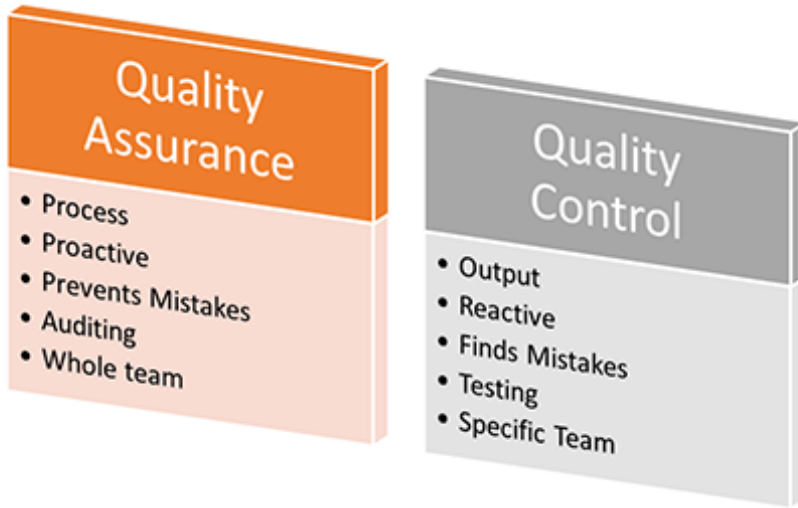 Quality
Assurance
• Process
• Proactive
• Prevents Mistakes
• Auditing
• Whole team
Quality
Control
• Output
• Reactive
• Finds Mistakes
• Testing
• Specific Team